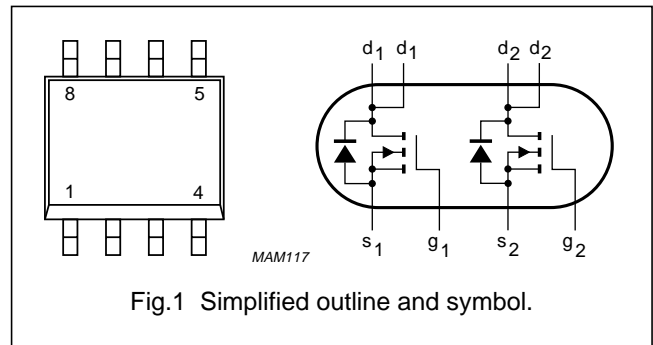 d1 d1 d2 d2
8 5
1 4
s1 g1 s2 g2
MAM117
Fig.1 Simplified outline and symbol.